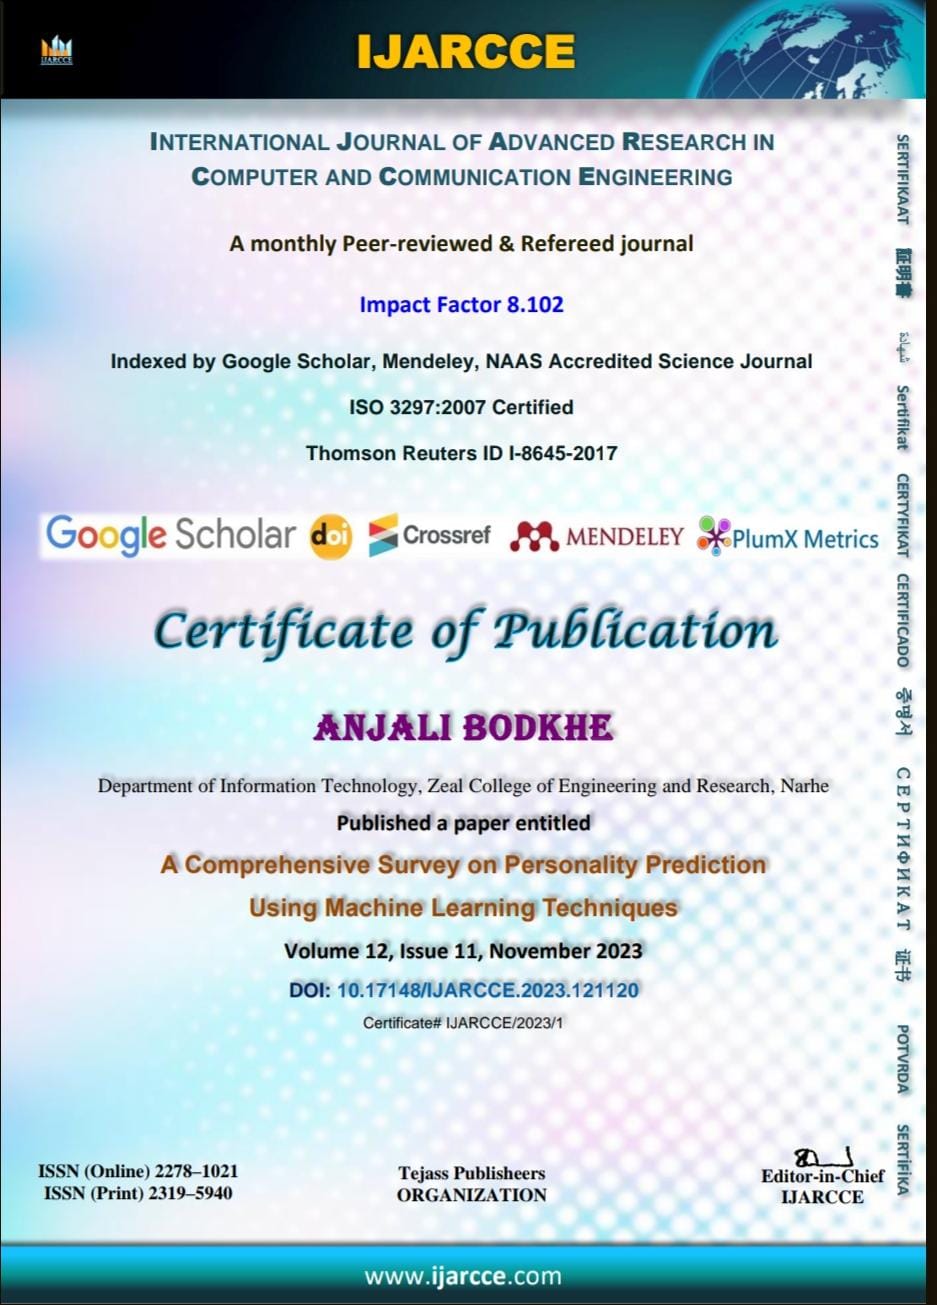 IJARCCE
IJARCCE
INTERNATIONAL JOURNAL OF ADVANCED RESEARCH IN
COMPUTER AND COMMUNICATION ENGINEERING
A monthly Peer-reviewed & Refereed journal
Impact Factor 8.102
Indexed by Google Scholar, Mendeley, NAAS Accredited Science Journal
ISO 3297:2007 Certified
Thomson Reuters ID I-8645-2017
Google Scholar doi Crossref MENDELEY PlumX Metrics
Certificate of Publication
ANJALI BODKHE
Department of Information Technology, Zeal College of Engineering and Research, Narhe
Published a paper entitled
A Comprehensive Survey on Personality Prediction
Using Machine Learning Techniques
Volume 12, Issue 11, November 2023
DOI: 10.17148/IJARCCE.2023.121120
Certificate# IJARCCE/2023/1
ISSN (Online) 2278–1021
ISSN (Print) 2319–5940
Tejass Publisheers
ORGANIZATION
Editor-in-Chief
IJARCCE
www.ijarcce.com
SERTIFIKAAT 証明書 شهادة Sertifikat CERTYFIKAT CERTIFICADO 증명서 СЕРТИФИКАТ 证书 POTVRDA SERTİFİKA